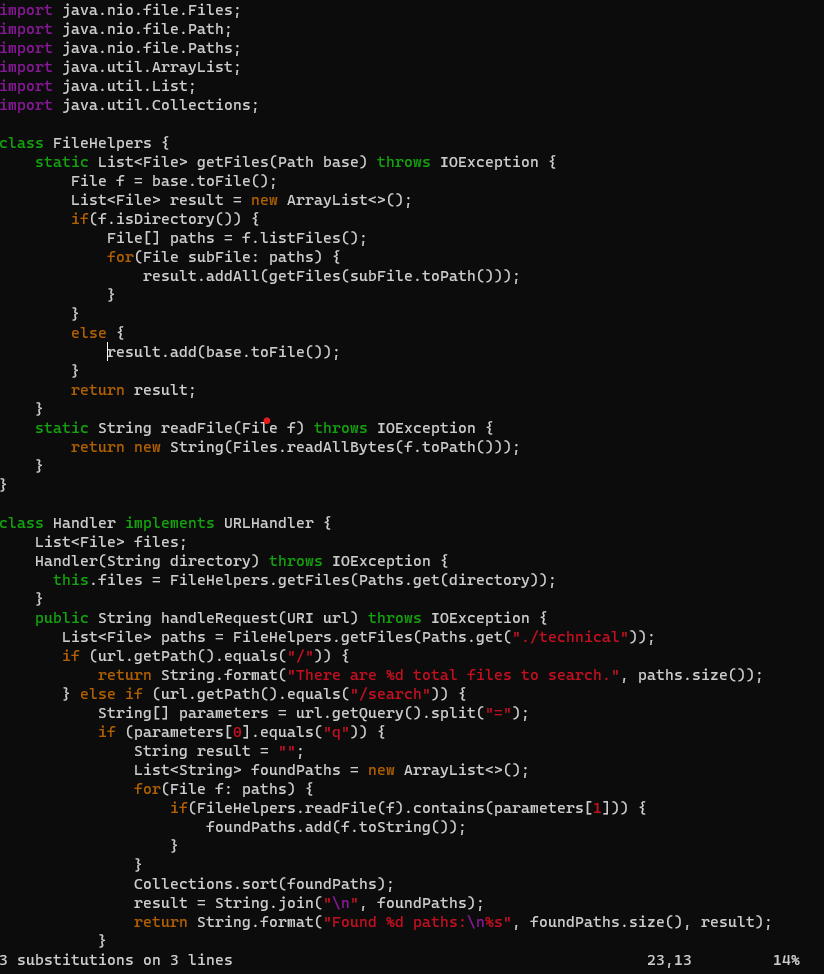 import java.nio.file.Files;
import java.nio.file.Path;
import java.nio.file.Paths;
import java.util.ArrayList;
import java.util.List;
import java.util.Collections;

class FileHelpers {
    static List<File> getFiles(Path base) throws IOException {
        File f = base.toFile();
        List<File> result = new ArrayList<>();
        if(f.isDirectory()) {
            File[] paths = f.listFiles();
            for(File subFile: paths) {
                result.addAll(getFiles(subFile.toPath()));
            }
        }
        else {
            result.add(base.toFile());
        }
        return result;
    }
    static String readFile(File f) throws IOException {
        return new String(Files.readAllBytes(f.toPath()));
    }
}

class Handler implements URLHandler {
    List<File> files;
    Handler(String directory) throws IOException {
      this.files = FileHelpers.getFiles(Paths.get(directory));
    }
    public String handleRequest(URI url) throws IOException {
       List<File> paths = FileHelpers.getFiles(Paths.get("./technical"));
       if (url.getPath().equals("/")) {
           return String.format("There are %d total files to search.", paths.size());
       } else if (url.getPath().equals("/search")) {
           String[] parameters = url.getQuery().split("=");
           if (parameters[0].equals("q")) {
               String result = "";
               List<String> foundPaths = new ArrayList<>();
               for(File f: paths) {
                   if(FileHelpers.readFile(f).contains(parameters[1])) {
                       foundPaths.add(f.toString());
                   }
               }
               Collections.sort(foundPaths);
               result = String.join("\n", foundPaths);
               return String.format("Found %d paths:\n%s", foundPaths.size(), result);
           }
3 substitutions on 3 lines 23,13 14%